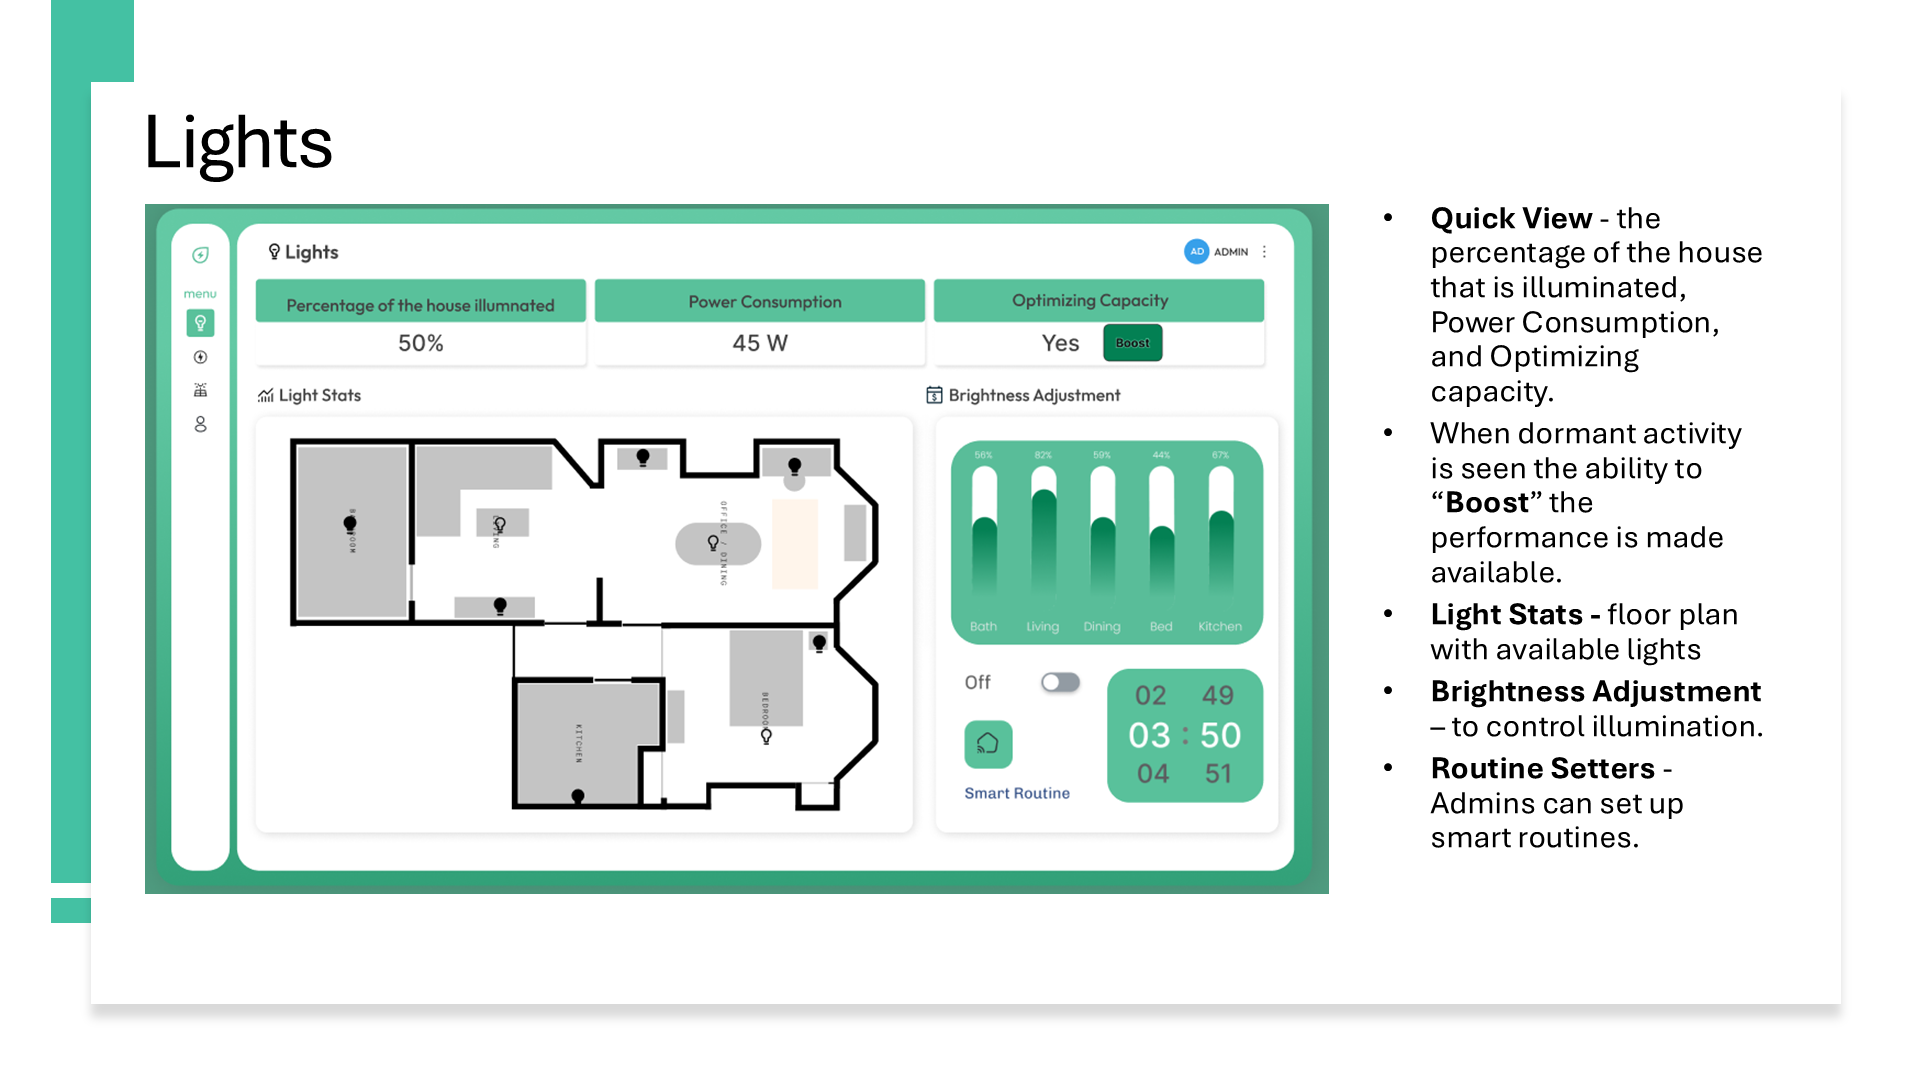 Lights
menu
Lights
AD ADMIN
Percentage of the house illumnated
Power Consumption
Optimizing Capacity
50%
45 W
Yes
Boost
Light Stats
Brightness Adjustment
LIVING
OFFICE / DINING
KITCHEN
BEDROOM
56% 82% 59% 44% 67%
Bath Living Dining Bed Kitchen
Off
Smart Routine
02 49
03 : 50
04 51
• Quick View - the
percentage of the house
that is illuminated,
Power Consumption,
and Optimizing
capacity.
• When dormant activity
is seen the ability to
“Boost” the
performance is made
available.
• Light Stats - floor plan
with available lights
• Brightness Adjustment
– to control illumination.
• Routine Setters -
Admins can set up
smart routines.